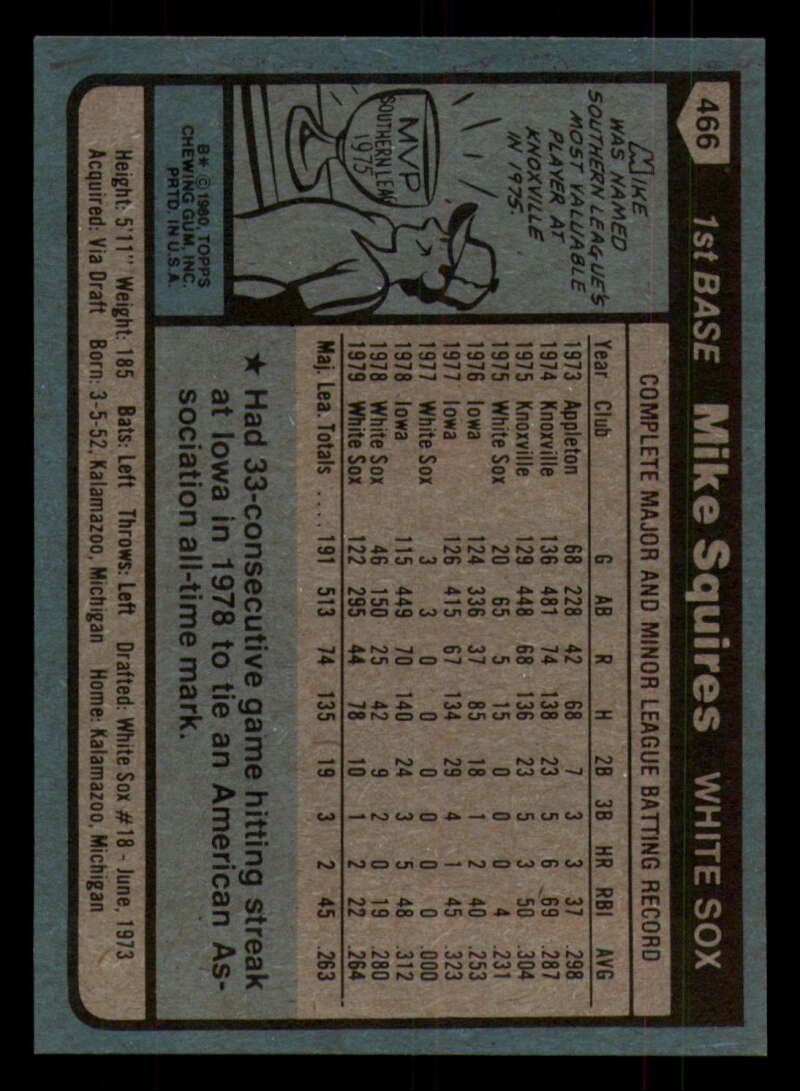 466 1st BASE Mike Squires WHITE SOX
MIKE
WAS NAMED
SOUTHERN LEAGUE'S
MOST VALUABLE
PLAYER AT
KNOXVILLE
IN 1975.
MVP
SOUTHERN LEAG
1975
B* © 1980, TOPPS
CHEWING GUM, INC.
PRTD. IN U.S.A.
COMPLETE MAJOR AND MINOR LEAGUE BATTING RECORD
Year Club G AB R H 2B 3B HR RBI AVG
1973 Appleton 68 228 42 68 7 3 3 37 .298
1974 Knoxville 136 481 74 138 23 5 6 69 .287
1975 Knoxville 129 448 68 136 23 5 3 50 .304
1975 White Sox 20 65 5 15 0 0 0 4 .231
1976 Iowa 124 336 37 85 18 1 2 40 .253
1977 Iowa 126 415 67 134 29 4 1 45 .323
1977 White Sox 3 3 0 0 0 0 0 0 .000
1978 Iowa 115 449 70 140 24 3 5 48 .312
1978 White Sox 46 150 25 42 9 2 0 19 .280
1979 White Sox 122 295 44 78 10 1 2 22 .264
Maj. Lea. Totals .... 191 513 74 135 19 3 2 45 .263
★ Had 33-consecutive game hitting streak
at Iowa in 1978 to tie an American As-
sociation all-time mark.
Height: 5'11" Weight: 185 Bats: Left Throws: Left Drafted: White Sox #18 - June, 1973
Acquired: Via Draft Born: 3-5-52, Kalamazoo, Michigan Home: Kalamazoo, Michigan